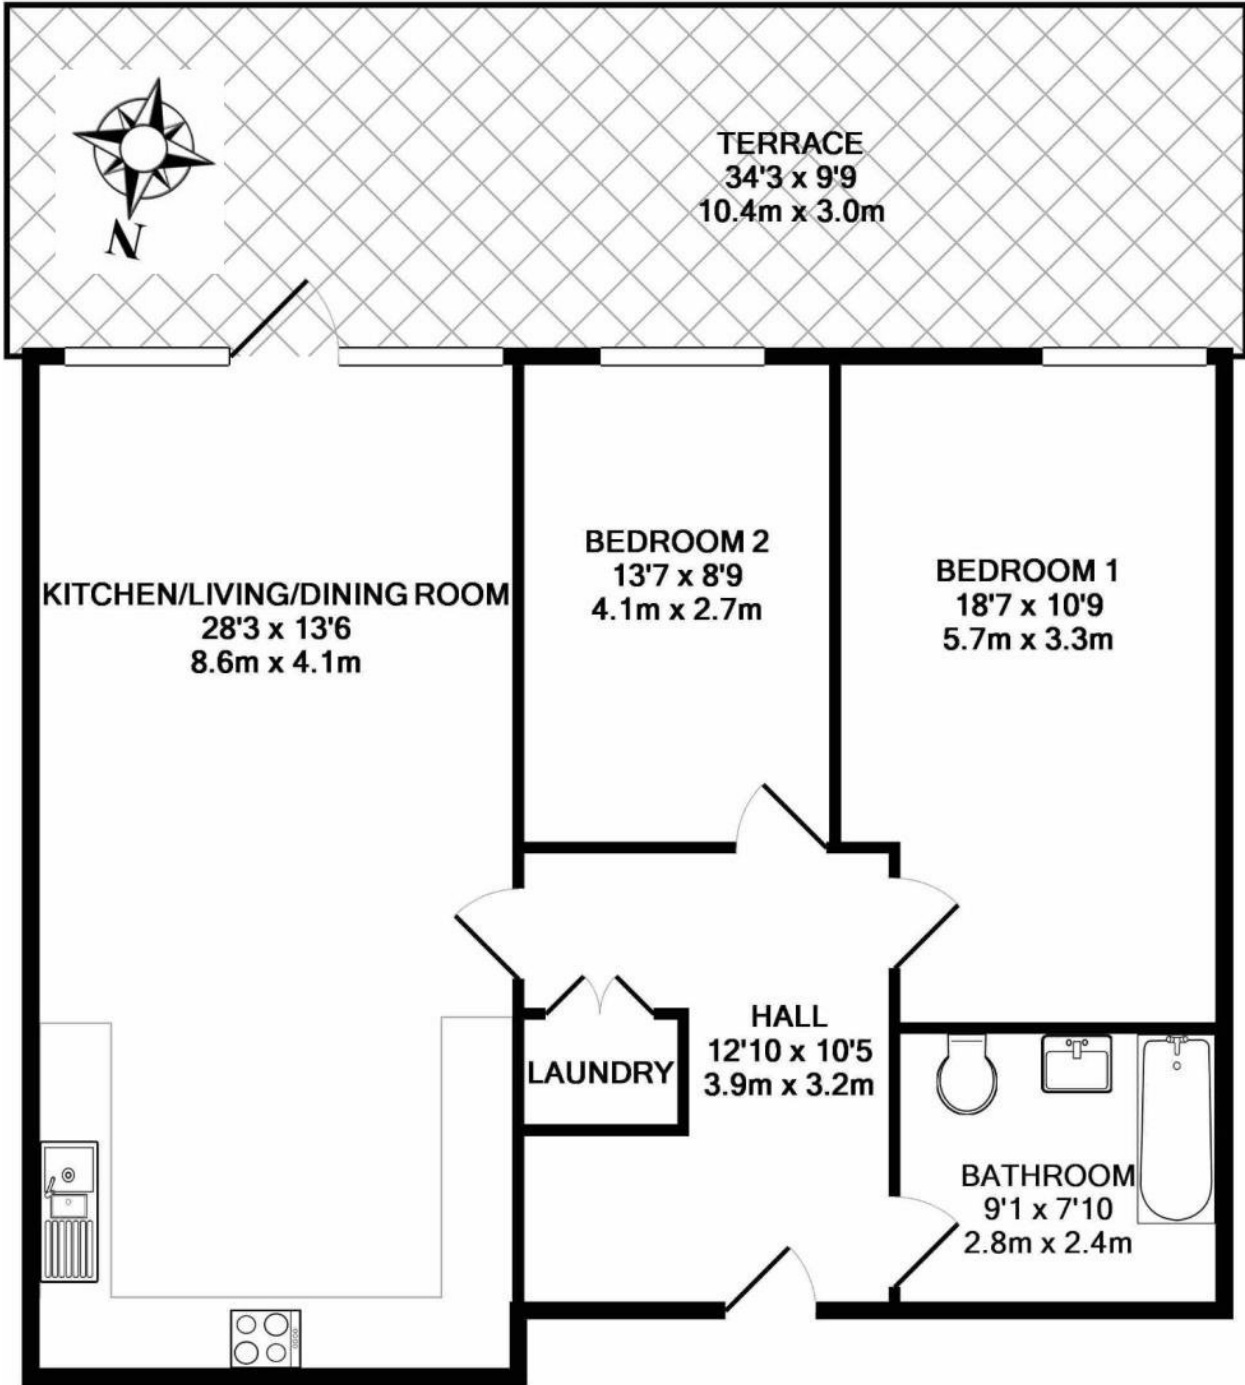 TERRACE
34'3 x 9'9
10.4m x 3.0m
N
BEDROOM 2
13'7 x 8'9
4.1m x 2.7m
BEDROOM 1
18'7 x 10'9
5.7m x 3.3m
KITCHEN/LIVING/DINING ROOM
28'3 x 13'6
8.6m x 4.1m
HALL
12'10 x 10'5
3.9m x 3.2m
LAUNDRY
BATHROOM
9'1 x 7'10
2.8m x 2.4m